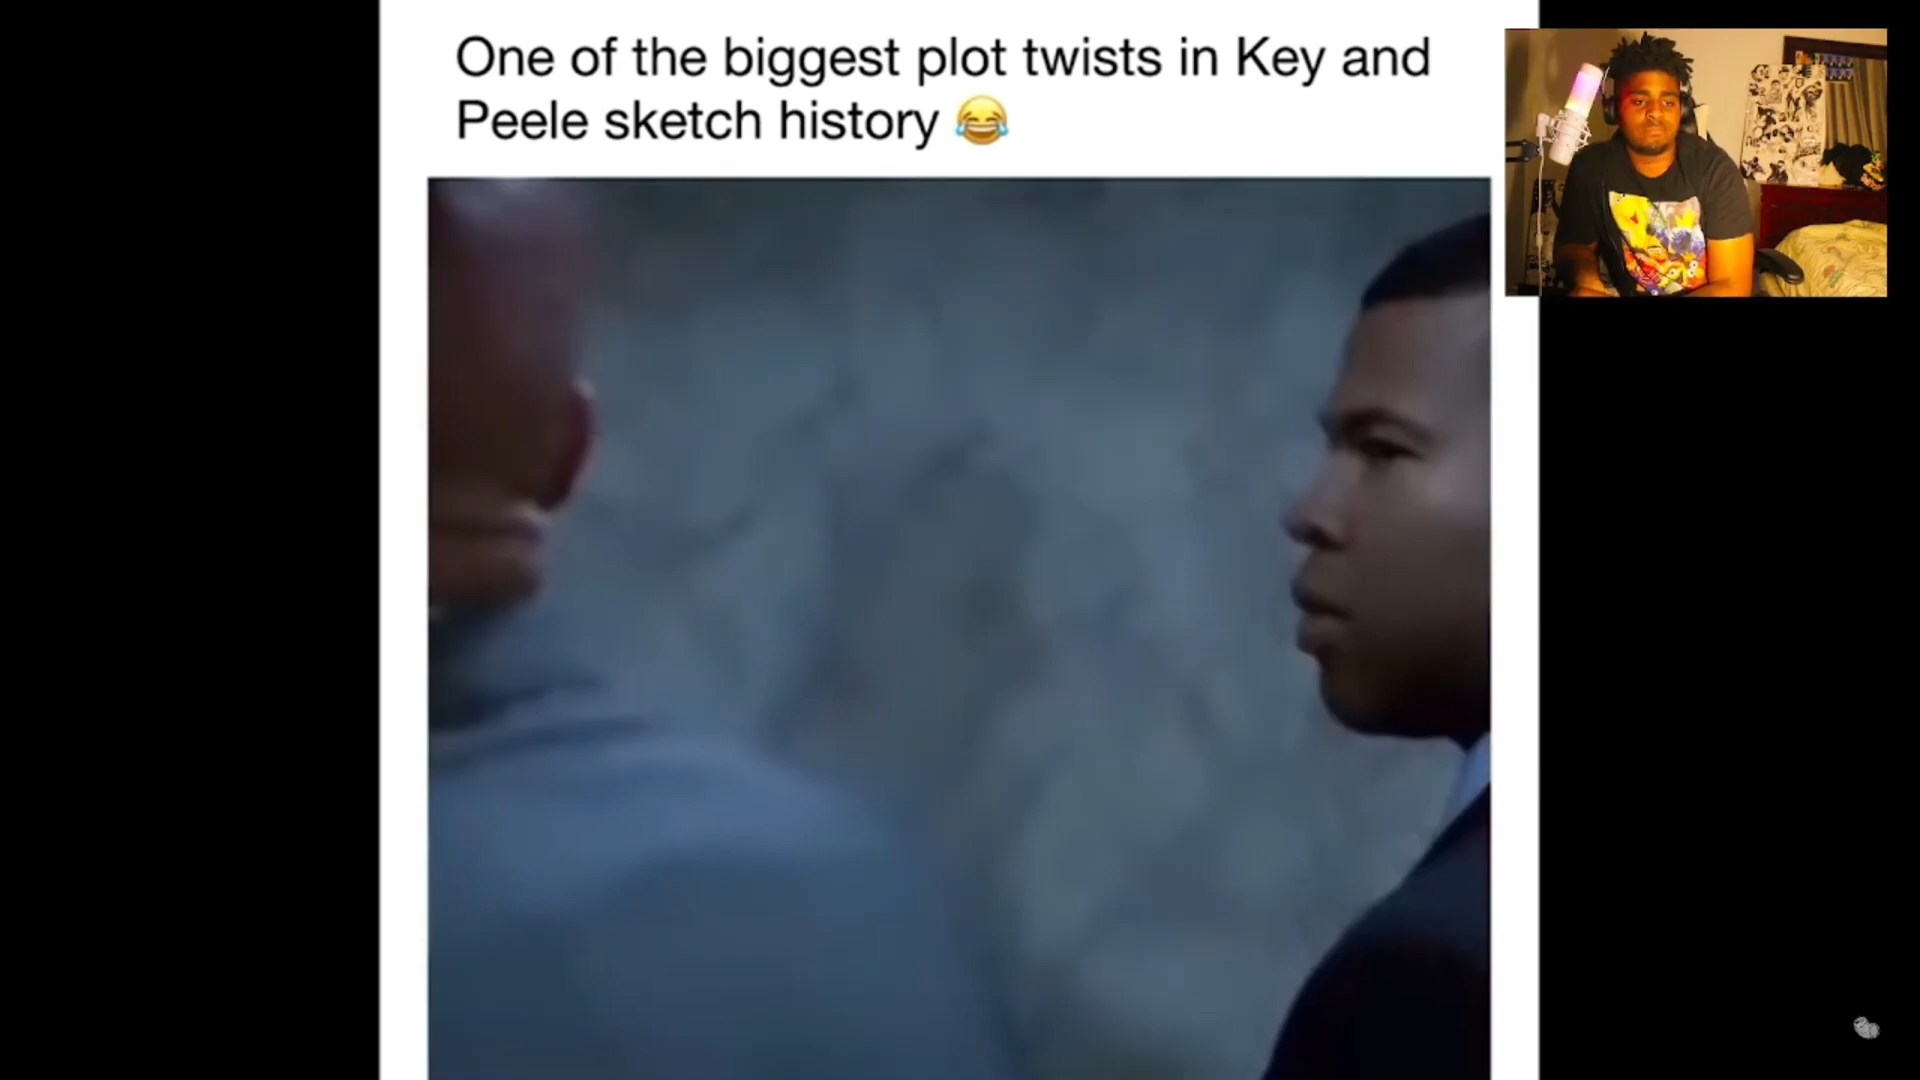 One of the biggest plot twists in Key and
Peele sketch history 😂